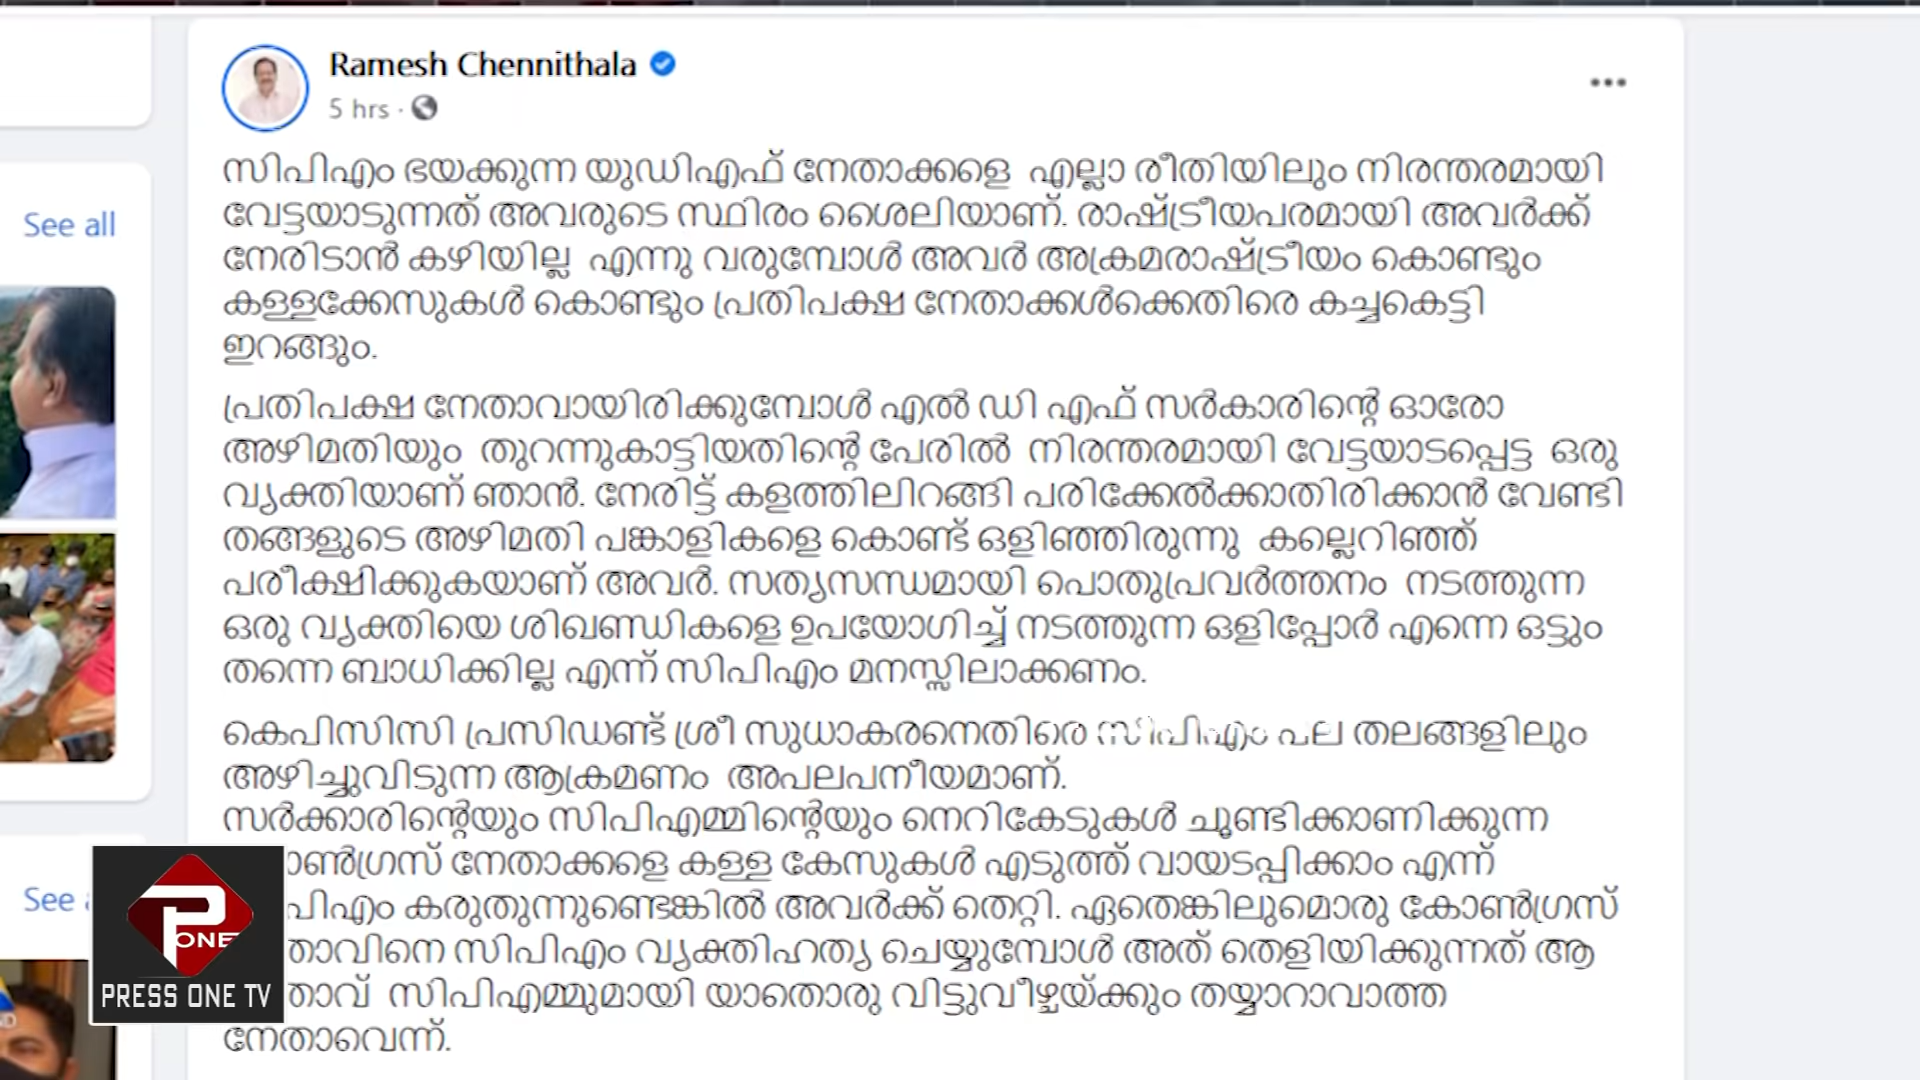 Ramesh Chennithala
5 hrs ·
See all
സിപിഎം ഭയക്കുന്ന യുഡിഎഫ് നേതാക്കളെ എല്ലാ രീതിയിലും നിരന്തരമായി
വേട്ടയാടുന്നത് അവരുടെ സ്ഥിരം ശൈലിയാണ്. രാഷ്ട്രീയപരമായി അവർക്ക്
നേരിടാൻ കഴിയില്ല എന്നു വരുമ്പോൾ അവർ അക്രമരാഷ്ട്രീയം കൊണ്ടും
കള്ളക്കേസുകൾ കൊണ്ടും പ്രതിപക്ഷ നേതാക്കൾക്കെതിരെ കച്ചകെട്ടി
ഇറങ്ങും.
പ്രതിപക്ഷ നേതാവായിരിക്കുമ്പോൾ എൽ ഡി എഫ് സർകാരിന്റെ ഓരോ
അഴിമതിയും തുറന്നുകാട്ടിയതിന്റെ പേരിൽ നിരന്തരമായി വേട്ടയാടപ്പെട്ട ഒരു
വ്യക്തിയാണ് ഞാൻ. നേരിട്ട് കളത്തിലിറങ്ങി പരിക്കേൽക്കാതിരിക്കാൻ വേണ്ടി
തങ്ങളുടെ അഴിമതി പങ്കാളികളെ കൊണ്ട് ഒളിഞ്ഞിരുന്നു കല്ലെറിഞ്ഞ്
പരീക്ഷിക്കുകയാണ് അവർ. സത്യസന്ധമായി പൊതുപ്രവർത്തനം നടത്തുന്ന
ഒരു വ്യക്തിയെ ശിഖണ്ഡികളെ ഉപയോഗിച്ച് നടത്തുന്ന ഒളിപ്പോർ എന്നെ ഒട്ടും
തന്നെ ബാധിക്കില്ല എന്ന് സിപിഎം മനസ്സിലാക്കണം.
കെപിസിസി പ്രസിഡണ്ട് ശ്രീ സുധാകരനെതിരെ സിപിഎം പല തലങ്ങളിലും
അഴിച്ചുവിടുന്ന ആക്രമണം അപലപനീയമാണ്.
സർക്കാരിന്റെയും സിപിഎമ്മിന്റെയും നെറികേടുകൾ ചൂണ്ടിക്കാണിക്കുന്ന
ൺഗ്രസ് നേതാക്കളെ കള്ള കേസുകൾ എടുത്ത് വായടപ്പിക്കാം എന്ന്
പിഎം കരുതുന്നുണ്ടെങ്കിൽ അവർക്ക് തെറ്റി. ഏതെങ്കിലുമൊരു കോൺഗ്രസ്
താവിനെ സിപിഎം വ്യക്തിഹത്യ ചെയ്യുമ്പോൾ അത് തെളിയിക്കുന്നത് ആ
താവ് സിപിഎമ്മുമായി യാതൊരു വിട്ടുവീഴ്ചയ്ക്കും തയ്യാറാവാത്ത
നേതാവെന്ന്.
See
P ONE
PRESS ONE TV